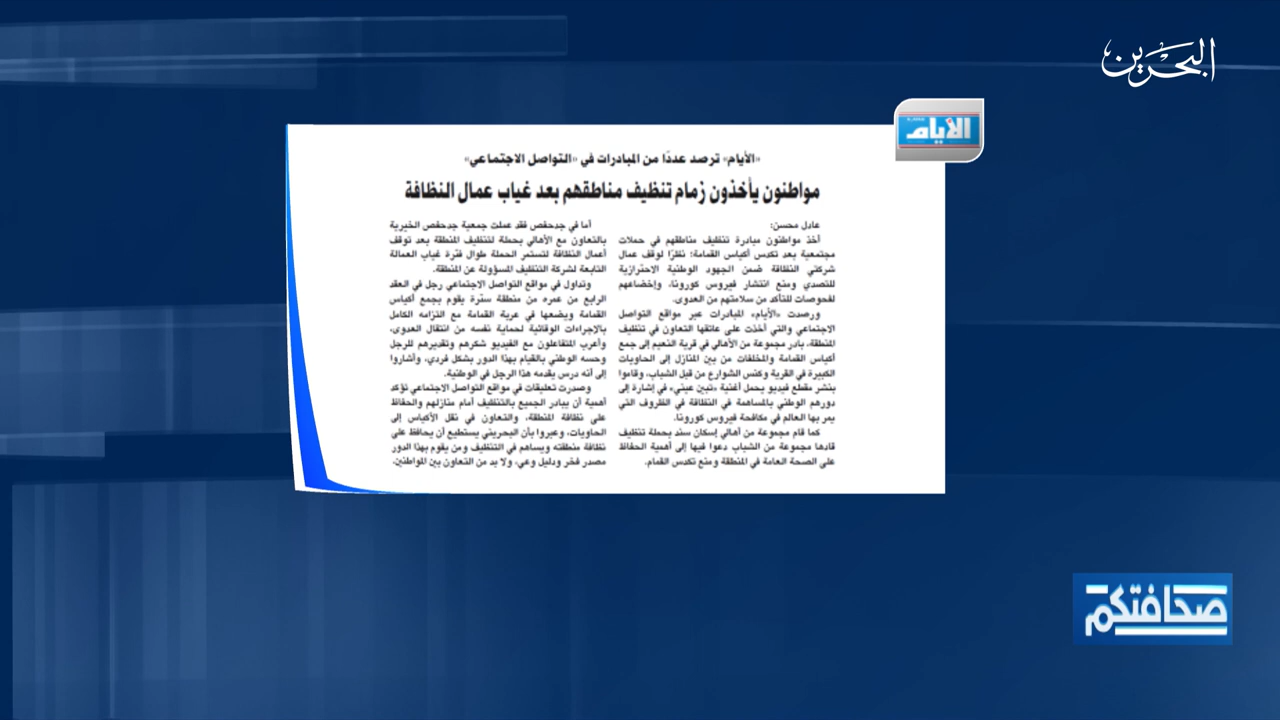 البحرين
الأيام
«الأيام» ترصد عددًا من المبادرات في «التواصل الاجتماعي»
مواطنون يأخذون زمام تنظيف مناطقهم بعد غياب عمال النظافة
عادل محسن:
أخذ مواطنون مبادرة تنظيف مناطقهم في حملات
مجتمعية بعد تكدس أكياس القمامة؛ نظرًا لوقف عمال
شركتي النظافة ضمن الجهود الوطنية الاحترازية
للتصدي ومنع انتشار فيروس كورونا، وإخضاعهم
لفحوصات للتأكد من سلامتهم من العدوى.
ورصدت «الأيام» المبادرات عبر مواقع التواصل
الاجتماعي والتي أخذت على عاتقها التعاون في تنظيف
المنطقة، بادر مجموعة من الأهالي في قرية النعيم إلى جمع
أكياس القمامة والمخلفات من بين المنازل إلى الحاويات
الكبيرة في القرية وكنس الشوارع من قبل الشباب، وقاموا
بنشر مقطع فيديو يحمل أغنية «تبين عيني» في إشارة إلى
دورهم الوطني بالمساهمة في النظافة في الظروف التي
يمر بها العالم في مكافحة فيروس كورونا.
كما قام مجموعة من أهالي إسكان سند بحملة تنظيف
قادها مجموعة من الشباب دعوا فيها إلى أهمية الحفاظ
على الصحة العامة في المنطقة ومنع تكدس القمام.
أما في جدحفص فقد عملت جمعية جدحفص الخيرية
بالتعاون مع الأهالي بحملة لتنظيف المنطقة بعد توقف
أعمال النظافة لتستمر الحملة طوال فترة غياب العمالة
التابعة لشركة التنظيف المسؤولة عن المنطقة.
وتداول في مواقع التواصل الاجتماعي رجل في العقد
الرابع من عمره من منطقة سترة يقوم بجمع أكياس
القمامة ويضعها في عربة القمامة مع التزامه الكامل
بالإجراءات الوقائية لحماية نفسه من انتقال العدوى،
وأعرب المتفاعلون مع الفيديو شكرهم وتقديرهم للرجل
وحسه الوطني بالقيام بهذا الدور بشكل فردي، وأشاروا
إلى أنه درس يقدمه هذا الرجل في الوطنية.
وصدرت تعليقات في مواقع التواصل الاجتماعي تؤكد
أهمية أن يبادر الجميع بالتنظيف أمام منازلهم والحفاظ
على نظافة المنطقة، والتعاون في نقل الأكياس إلى
الحاويات، وعبروا بأن البحريني يستطيع أن يحافظ على
نظافة منطقته ويساهم في التنظيف ومن يقوم بهذا الدور
مصدر فخر ودليل وعي، ولا بد من التعاون بين المواطنين.
صحافتكم